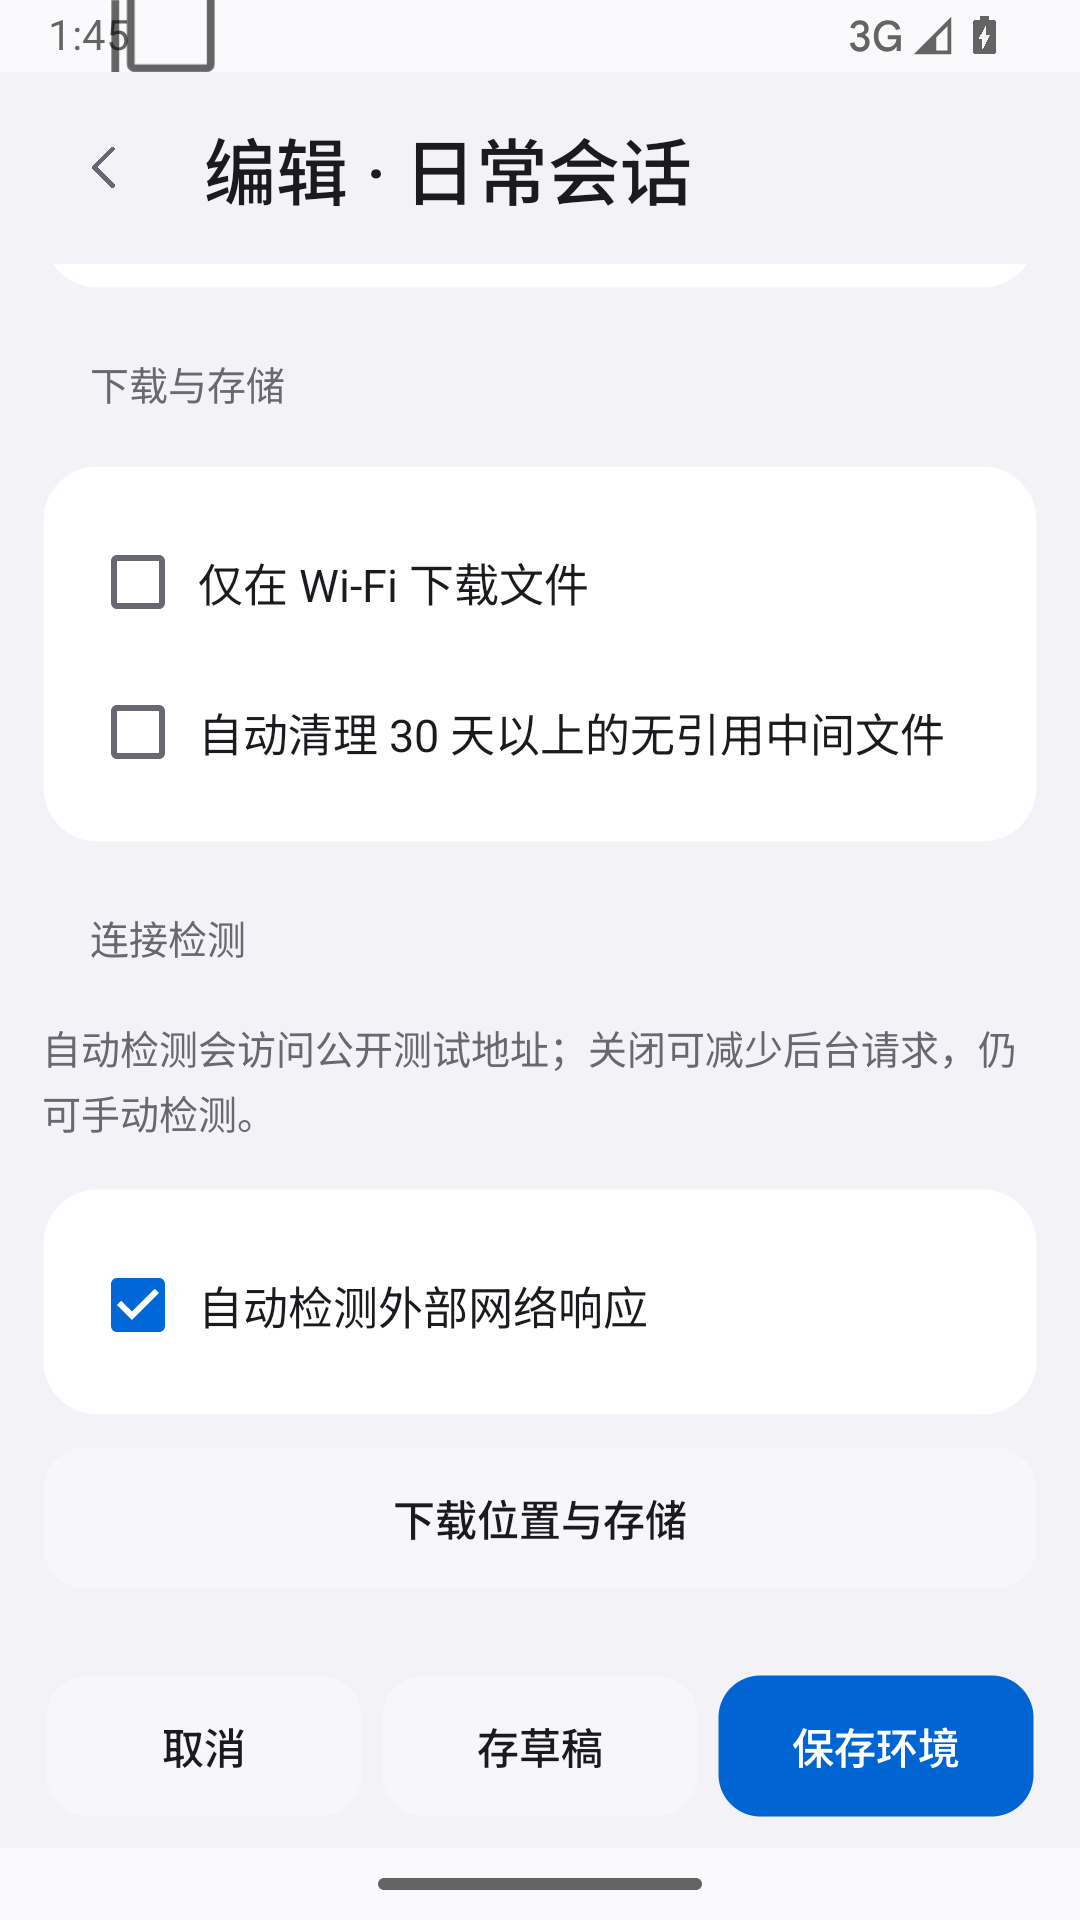 1:45
3G
编辑 · 日常会话
下载与存储
仅在 Wi-Fi 下载文件
自动清理 30 天以上的无引用中间文件
连接检测
自动检测会访问公开测试地址；关闭可减少后台请求，仍
可手动检测。
自动检测外部网络响应
下载位置与存储
取消
存草稿
保存环境